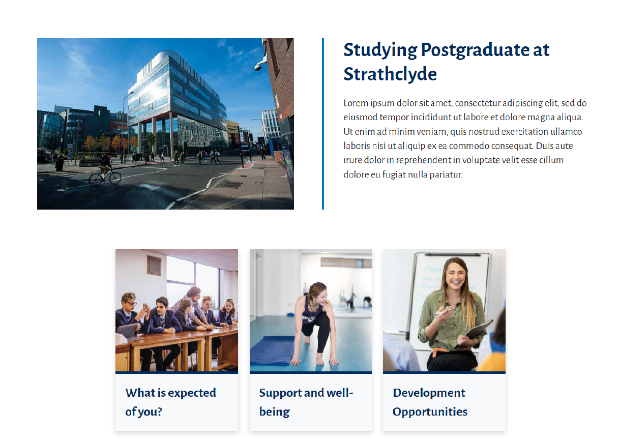 Studying Postgraduate at
Strathclyde
Lorem ipsum dolor sit amet, consectetur adipiscing elit, sed do
eiusmod tempor incididunt ut labore et dolore magna aliqua.
Ut enim ad minim veniam, quis nostrud exercitation ullamco
laboris nisi ut aliquip ex ea commodo consequat. Duis aute
irure dolor in reprehenderit in voluptate velit esse cillum
dolore eu fugiat nulla pariatur.
What is expected
of you?
Support and well-
being
Development
Opportunities